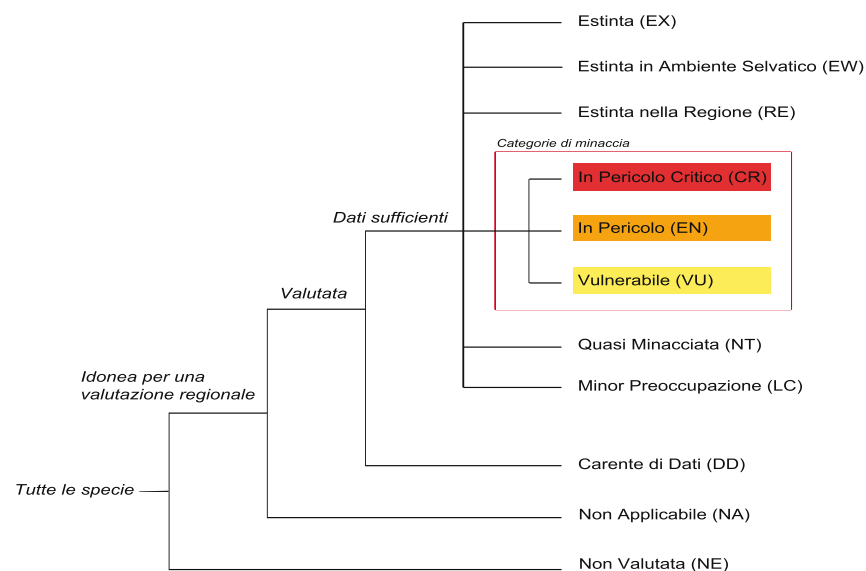 Estinta (EX)
Estinta in Ambiente Selvatico (EW)
Estinta nella Regione (RE)
Categorie di minaccia
In Pericolo Critico (CR)
In Pericolo (EN)
Vulnerabile (VU)
Dati sufficienti
Valutata
Quasi Minacciata (NT)
Minor Preoccupazione (LC)
Idonea per una
valutazione regionale
Carente di Dati (DD)
Tutte le specie
Non Applicabile (NA)
Non Valutata (NE)